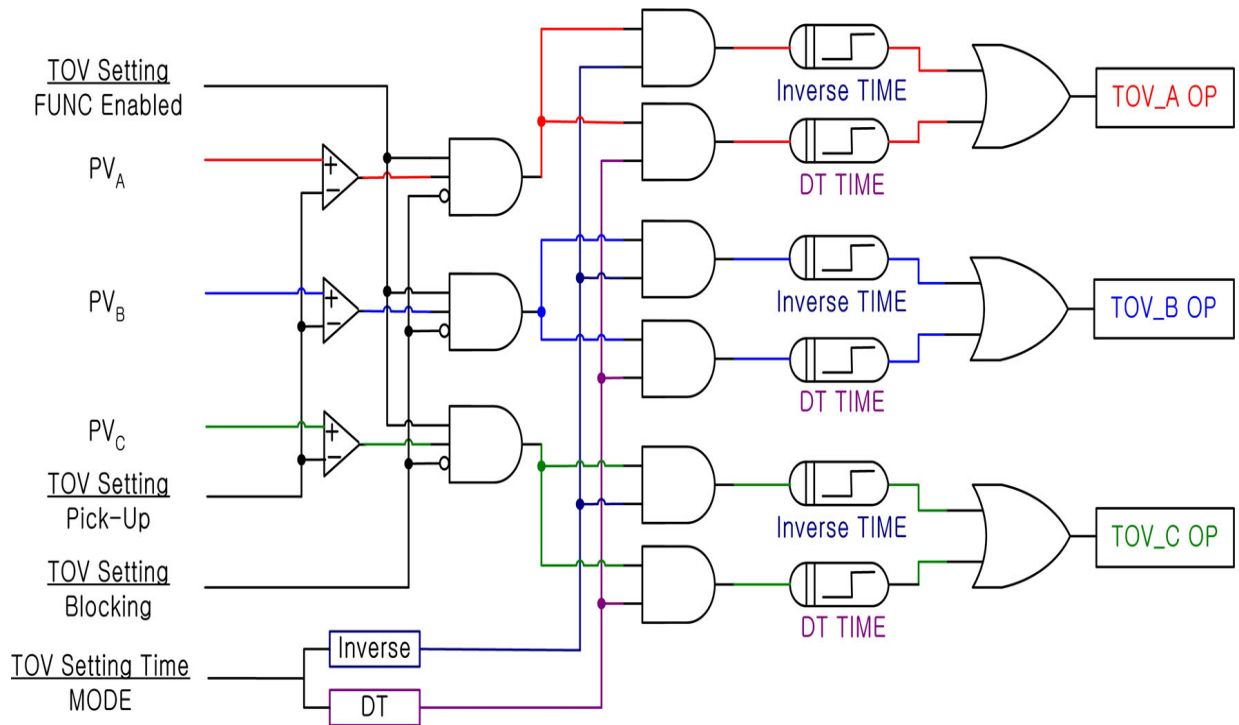 TOV Setting
FUNC Enabled
PVA
PVB
PVC
TOV Setting
Pick-Up
TOV Setting
Blocking
TOV Setting Time
MODE
+
−
+
−
+
−
Inverse
DT
Inverse TIME
DT TIME
Inverse TIME
DT TIME
Inverse TIME
DT TIME
TOV_A OP
TOV_B OP
TOV_C OP